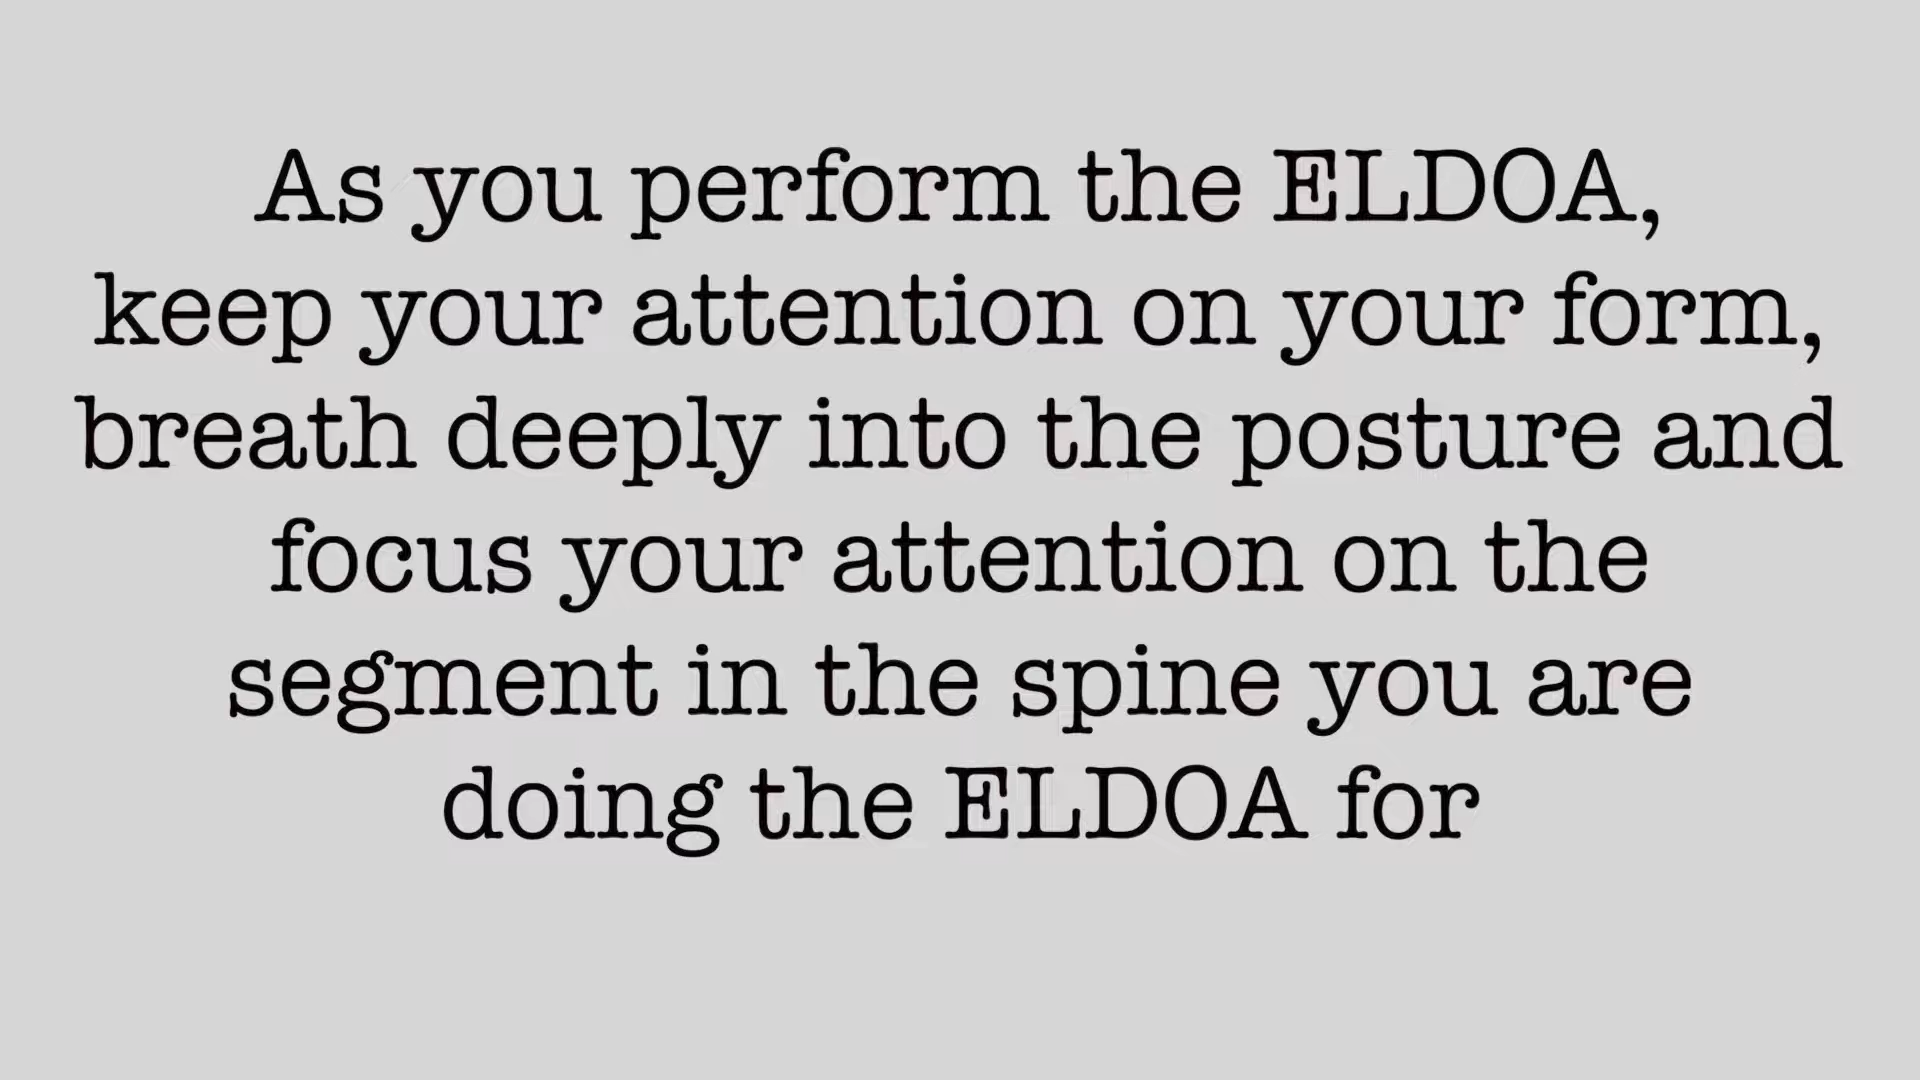 As you perform the ELDOA,
keep your attention on your form,
breath deeply into the posture and
focus your attention on the
segment in the spine you are
doing the ELDOA for